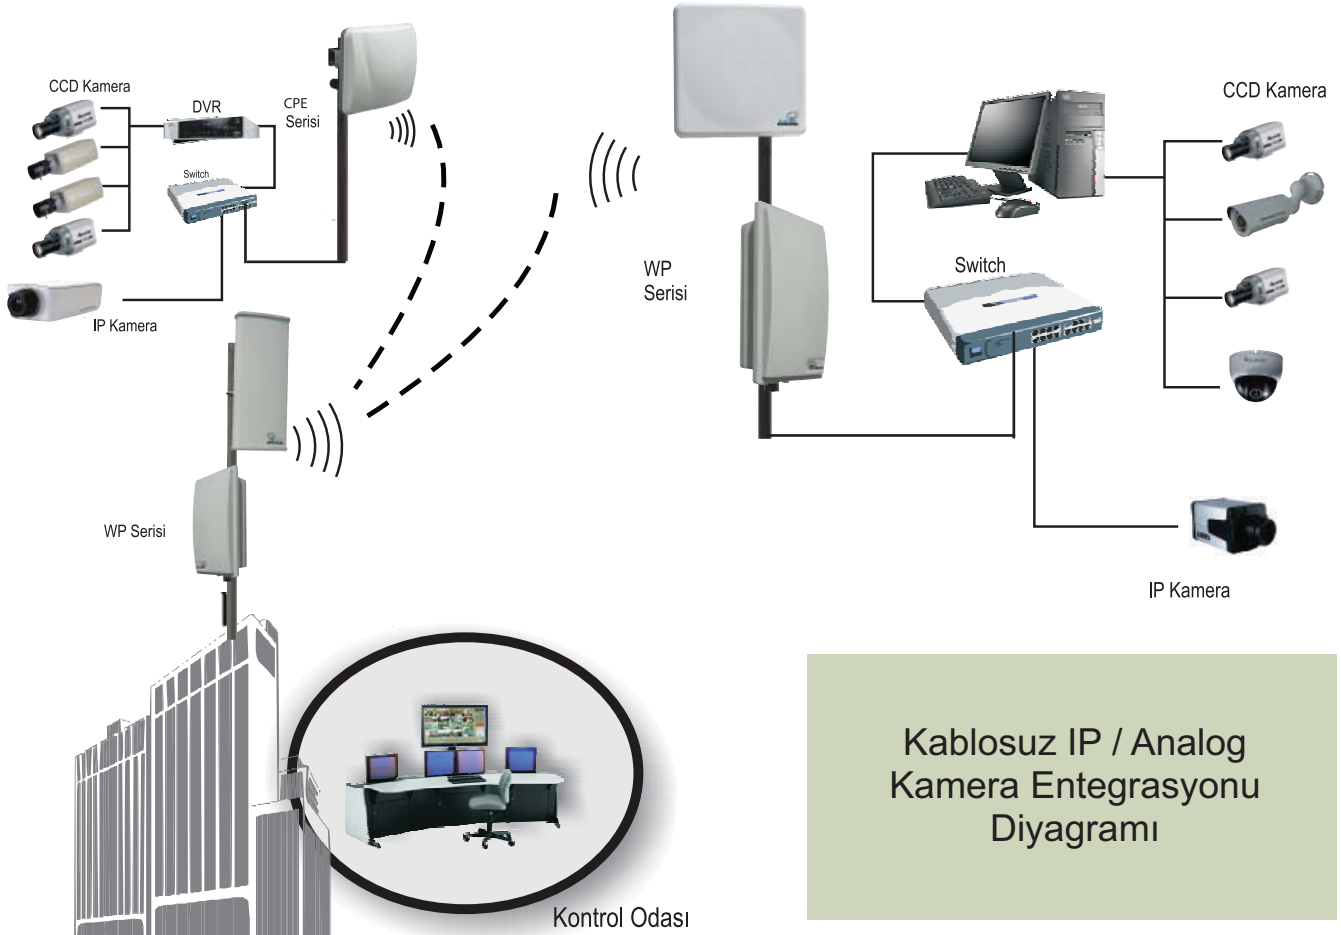 CCD Kamera
DVR
CPE
Serisi
Switch
IP Kamera
WP Serisi
WP
Serisi
Switch
CCD Kamera
IP Kamera
Kablosuz IP / Analog
Kamera Entegrasyonu
Diyagramı
Kontrol Odası